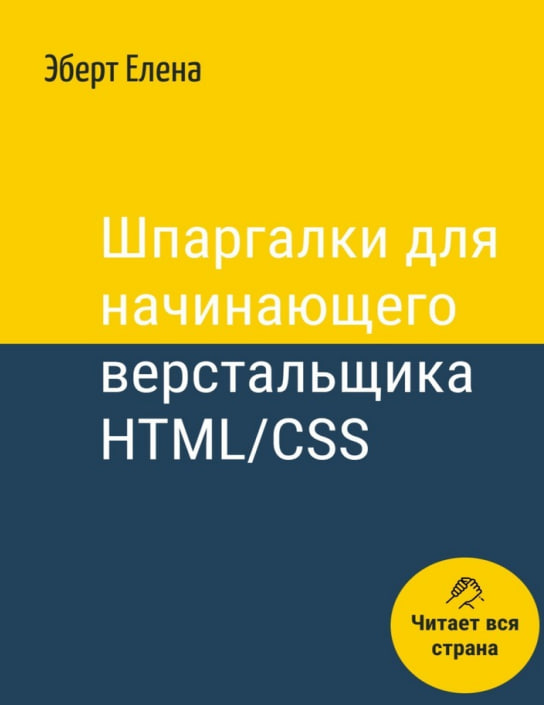 Эберт Елена
Шпаргалки для
начинающего
верстальщика
HTML/CSS
Читает вся
страна